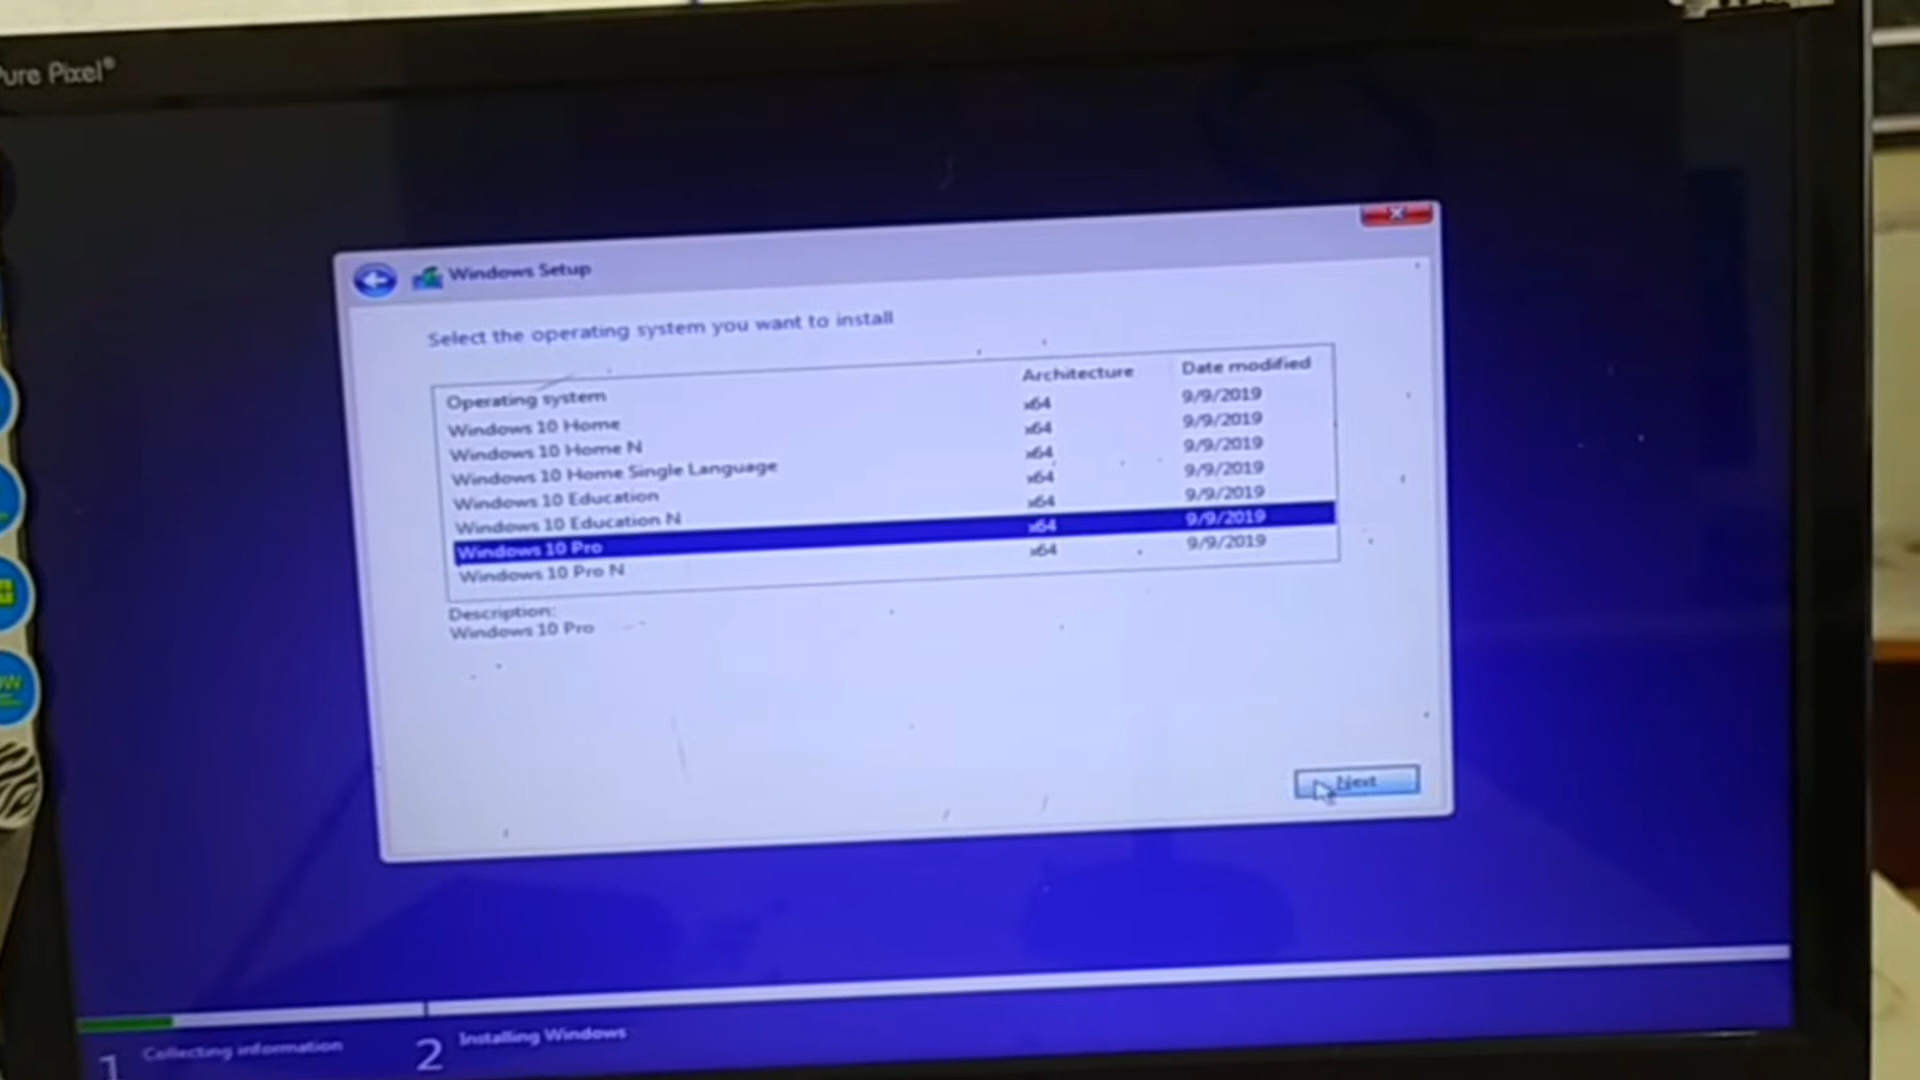 Pure Pixel®
Windows Setup
Select the operating system you want to install
Operating system Architecture Date modified
Windows 10 Home x64 9/9/2019
Windows 10 Home N x64 9/9/2019
Windows 10 Home Single Language x64 9/9/2019
Windows 10 Education x64 9/9/2019
Windows 10 Education N x64 9/9/2019
Windows 10 Pro x64 9/9/2019
Windows 10 Pro N x64 9/9/2019
Description:
Windows 10 Pro
Next
1 Collecting information
2 Installing Windows